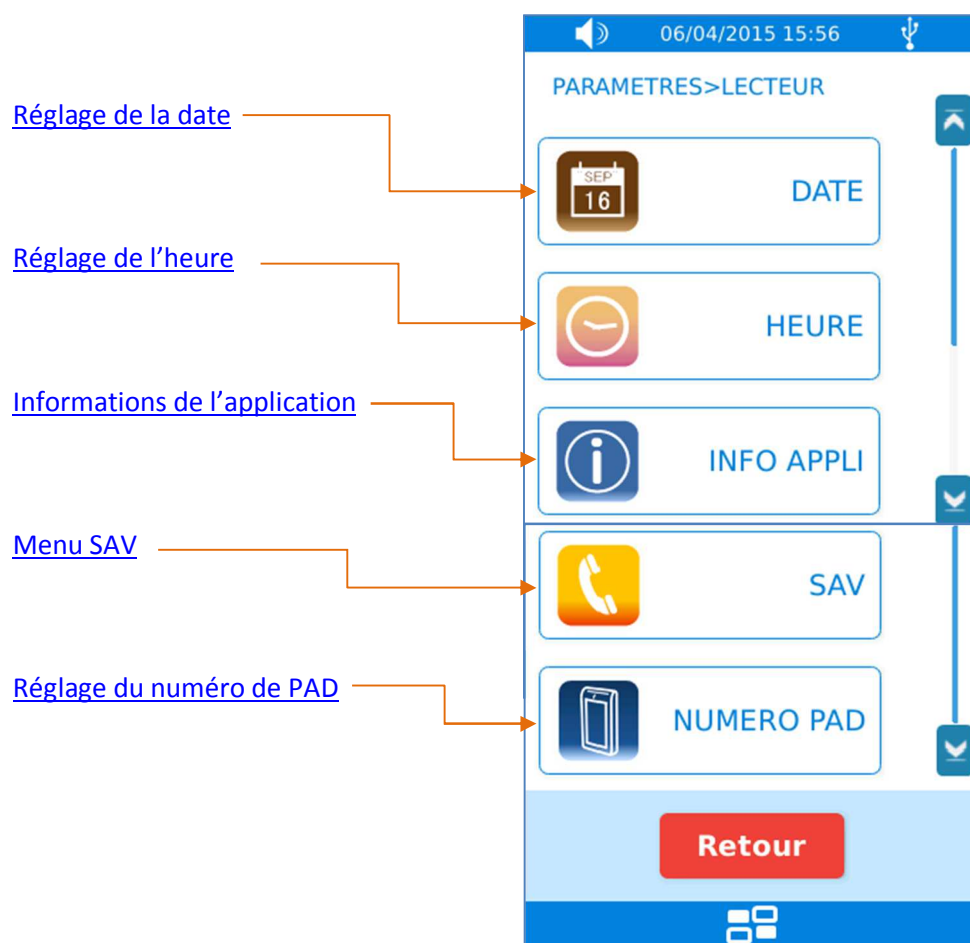 06/04/2015 15:56
PARAMETRES>LECTEUR
Réglage de la date
SEP
16
DATE
Réglage de l’heure
HEURE
Informations de l’application
INFO APPLI
Menu SAV
SAV
Réglage du numéro de PAD
NUMERO PAD
Retour